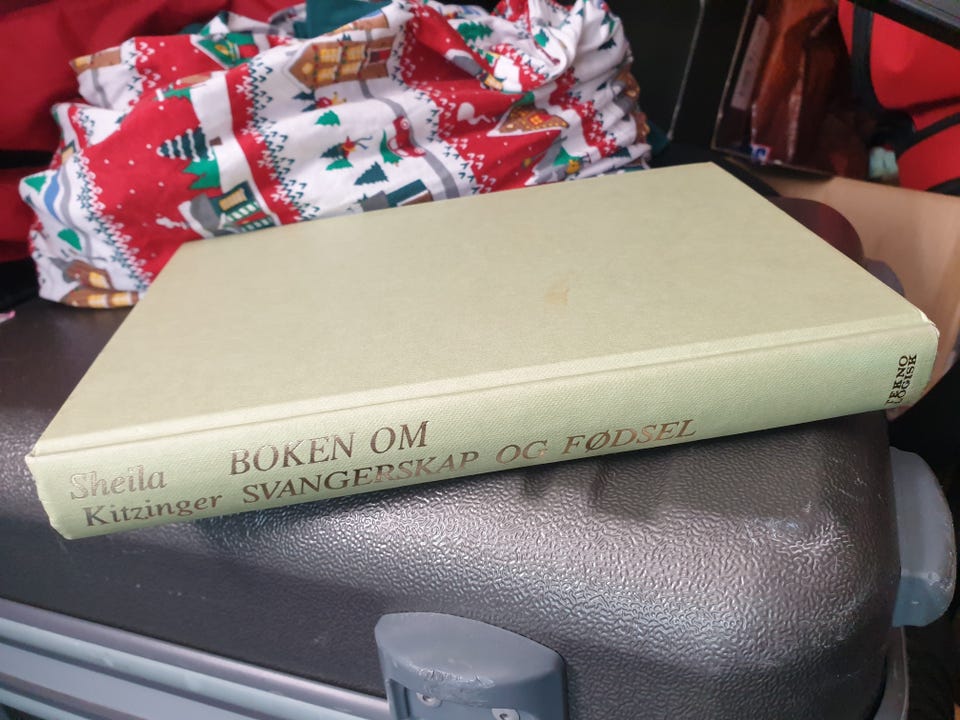 Sheila
Kitzinger
BOKEN OM
SVANGERSKAP OG FØDSEL
TEKNO
LOGISK